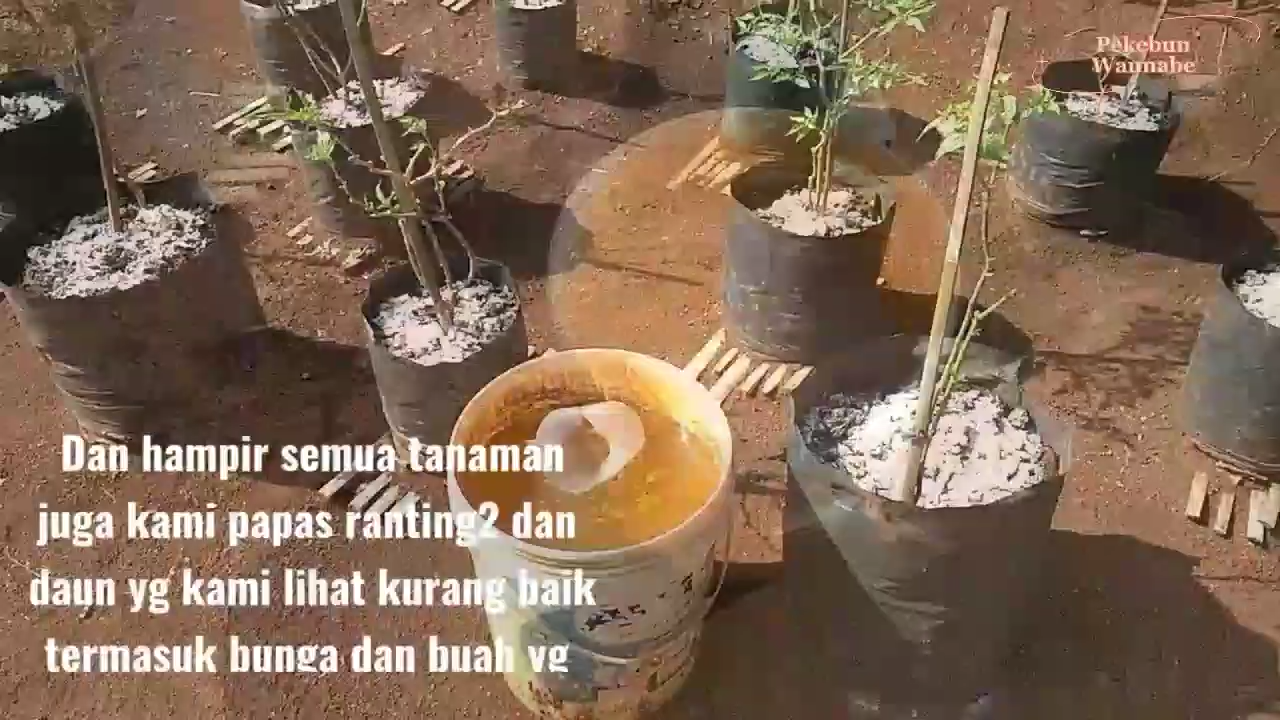 Pekebun
Waunabe
Dan hampir semua tanaman
juga kami papas ranting2 dan
daun yg kami lihat kurang baik
termasuk bunga dan buah yg